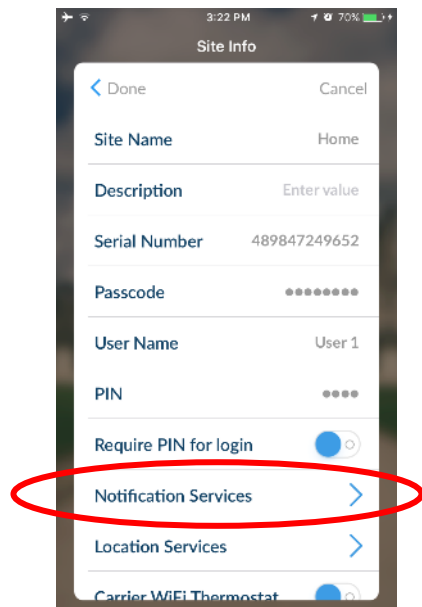 3:22 PM 70%
Site Info
Done Cancel
Site Name Home
Description Enter value
Serial Number 489847249652
Passcode ●●●●●●●●
User Name User 1
PIN ●●●●
Require PIN for login
Notification Services
Location Services
Carrier WiFi Thermostat